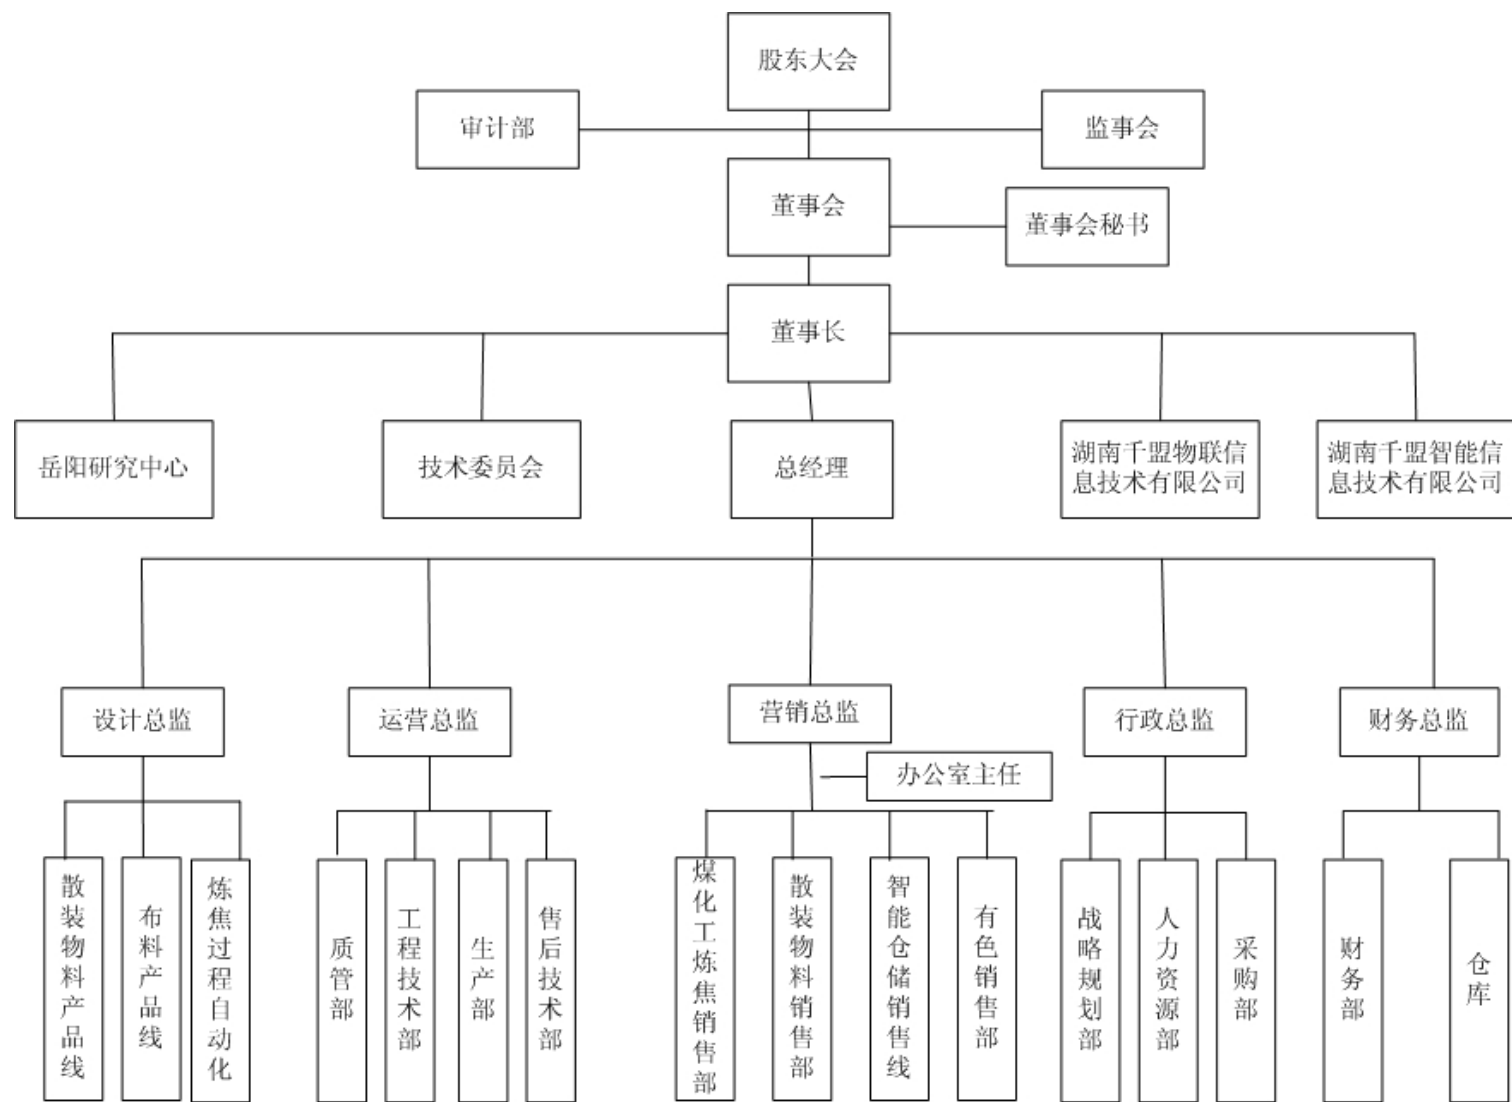 股东大会
审计部
监事会
董事会
董事会秘书
董事长
岳阳研究中心
技术委员会
总经理
湖南千盟物联信
息技术有限公司
湖南千盟智能信
息技术有限公司
设计总监
运营总监
营销总监
行政总监
财务总监
办公室主任
散装物料产品线
布料产品线
炼焦过程自动化
质管部
工程技术部
生产部
售后技术部
煤化工炼焦销售部
散装物料销售部
智能仓储销售线
有色销售部
战略规划部
人力资源部
采购部
财务部
仓库